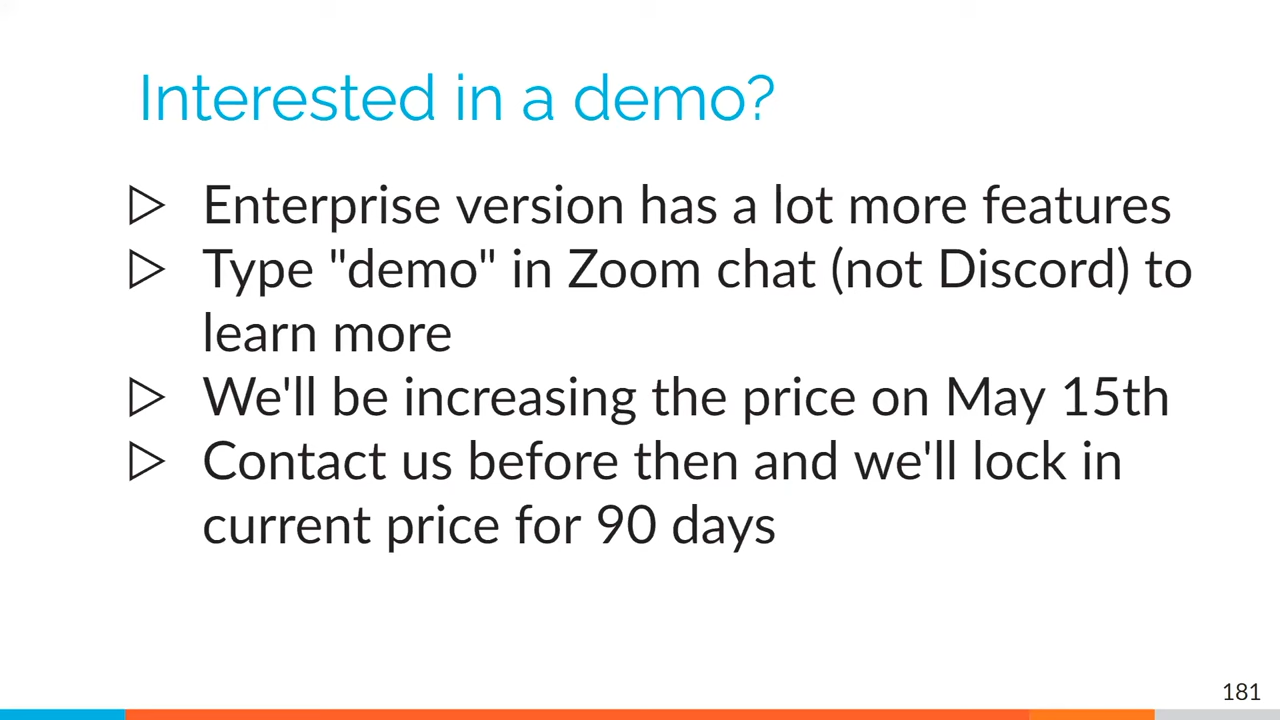 Interested in a demo?
▷ Enterprise version has a lot more features
▷ Type "demo" in Zoom chat (not Discord) to
learn more
▷ We'll be increasing the price on May 15th
▷ Contact us before then and we'll lock in
current price for 90 days
181